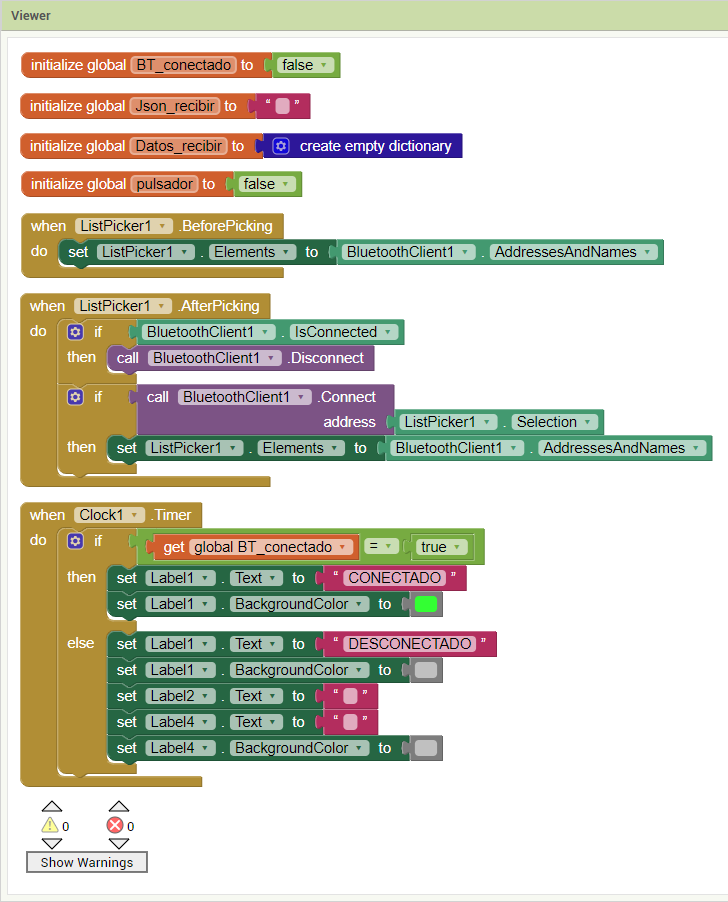 Viewer
initialize global BT_conectado to false
initialize global Json_recibir to “ ”
initialize global Datos_recibir to create empty dictionary
initialize global pulsador to false
when ListPicker1 .BeforePicking
do set ListPicker1 . Elements to BluetoothClient1 . AddressesAndNames
when ListPicker1 .AfterPicking
do if BluetoothClient1 . IsConnected
then call BluetoothClient1 .Disconnect
if call BluetoothClient1 .Connect
address ListPicker1 . Selection
then set ListPicker1 . Elements to BluetoothClient1 . AddressesAndNames
when Clock1 .Timer
do if get global BT_conectado = true
then set Label1 . Text to “ CONECTADO ”
set Label1 . BackgroundColor to
else set Label1 . Text to “ DESCONECTADO ”
set Label1 . BackgroundColor to
set Label2 . Text to “ ”
set Label4 . Text to “ ”
set Label4 . BackgroundColor to
0 0
Show Warnings